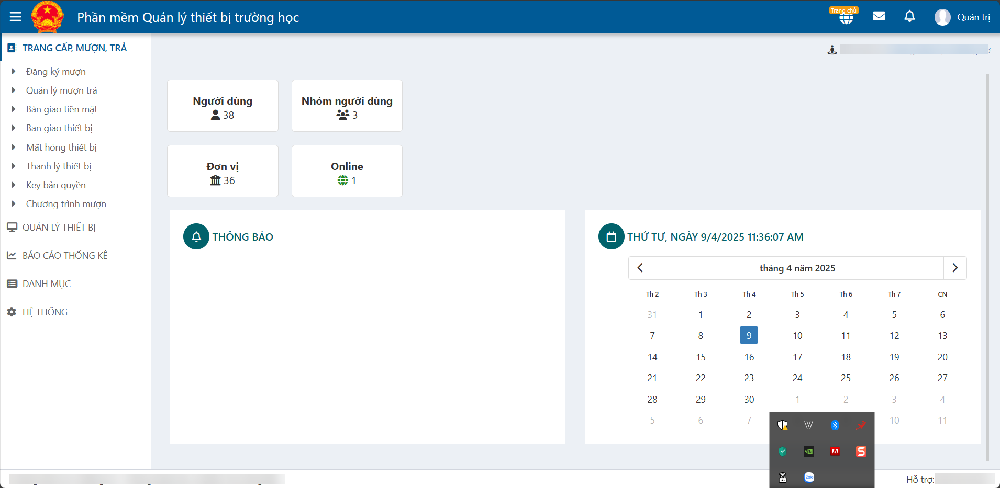 Phần mềm Quản lý thiết bị trường học
Trang chủ
Quản trị
TRANG CẤP, MƯỢN, TRẢ
Đăng ký mượn
Quản lý mượn trả
Bàn giao tiền mặt
Ban giao thiết bị
Mất hỏng thiết bị
Thanh lý thiết bị
Key bản quyền
Chương trình mượn
QUẢN LÝ THIẾT BỊ
BÁO CÁO THỐNG KÊ
DANH MỤC
HỆ THỐNG
Người dùng
38
Nhóm người dùng
3
Đơn vị
36
Online
1
THÔNG BÁO
THỨ TƯ, NGÀY 9/4/2025 11:36:07 AM
tháng 4 năm 2025
Th 2 Th 3 Th 4 Th 5 Th 6 Th 7 CN
31 1 2 3 4 5 6
7 8 9 10 11 12 13
14 15 16 17 18 19 20
21 22 23 24 25 26 27
28 29 30 1 2 3 4
5 6 7 10 11
Zalo
Hỗ trợ: